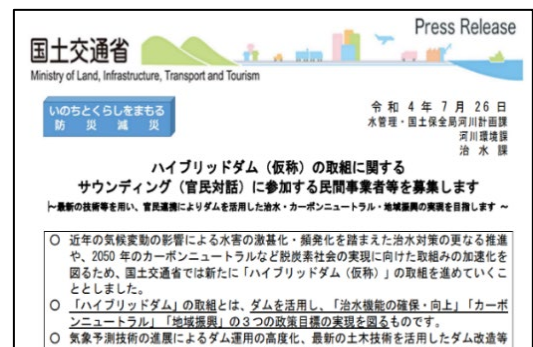 Press Release
国土交通省
Ministry of Land, Infrastructure, Transport and Tourism
いのちとくらしをまもる
防 災 減 災
令 和 4 年 7 月 26 日
水管理・国土保全局河川計画課
河川環境課
治 水 課
ハイブリッドダム（仮称）の取組に関する
サウンディング（官民対話）に参加する民間事業者等を募集します
～最新の技術等を用い、官民連携によりダムを活用した治水・カーボンニュートラル・地域振興の実現を目指します ～
○ 近年の気候変動の影響による水害の激甚化・頻発化を踏まえた治水対策の更なる推進
や、2050 年のカーボンニュートラルなど脱炭素社会の実現に向けた取組みの加速化を
図るため、国土交通省では新たに「ハイブリッドダム（仮称）」の取組を進めていくこ
ととしました。
○ 「ハイブリッドダム」の取組とは、ダムを活用し、「治水機能の確保・向上」「カーボ
ンニュートラル」「地域振興」の３つの政策目標の実現を図るものです。
○ 気象予測技術の進展によるダム運用の高度化、最新の土木技術を活用したダム改造等